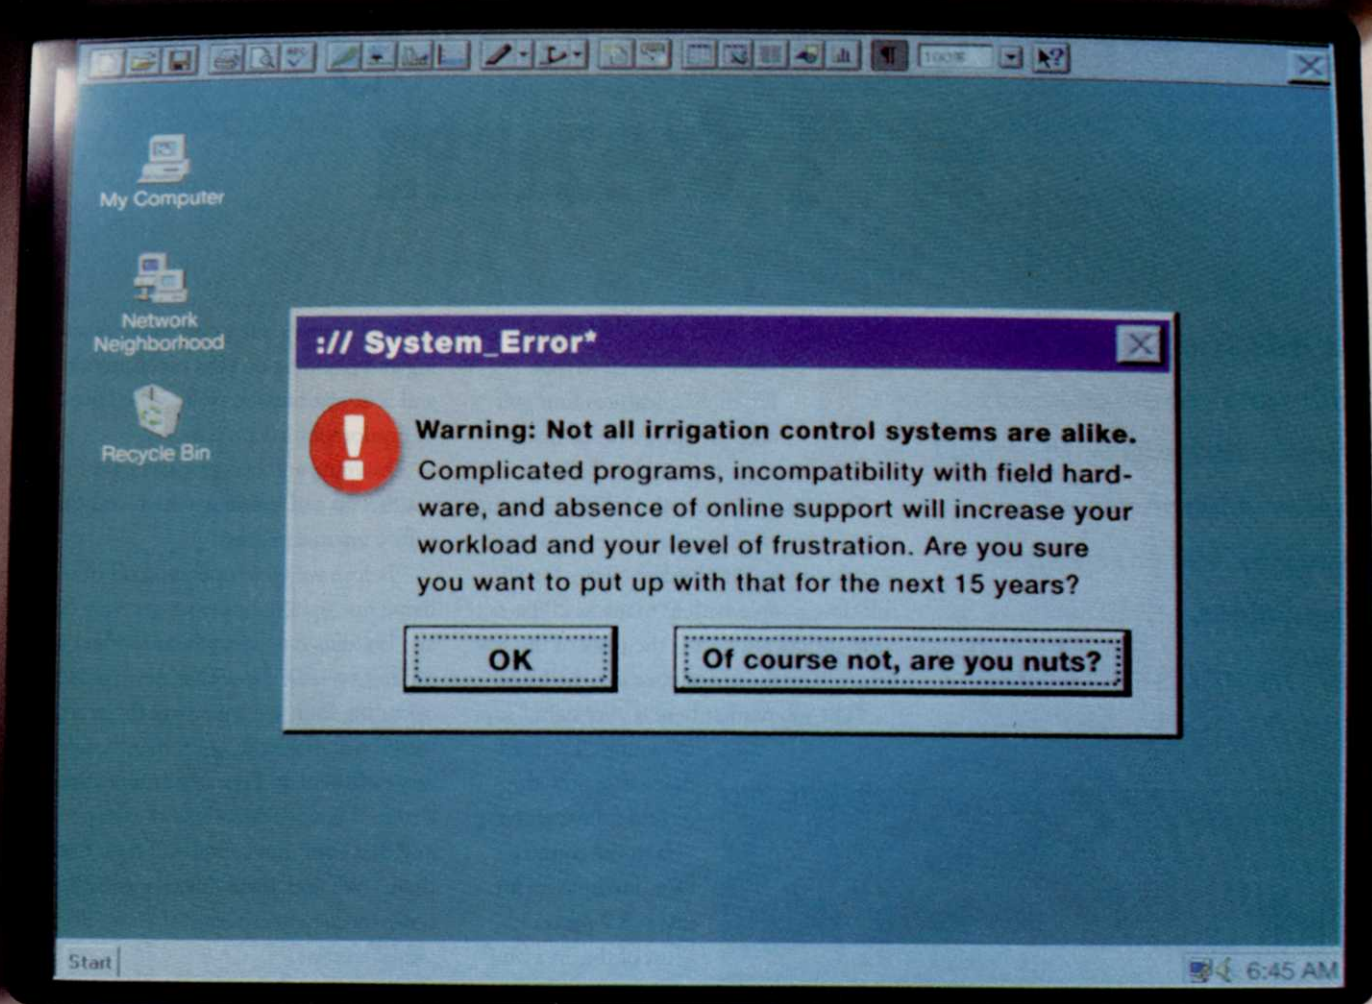 100%
My Computer
Network
Neighborhood
Recycle Bin
:// System_Error*
Warning: Not all irrigation control systems are alike.
Complicated programs, incompatibility with field hard-
ware, and absence of online support will increase your
workload and your level of frustration. Are you sure
you want to put up with that for the next 15 years?
OK
Of course not, are you nuts?
Start
6:45 AM